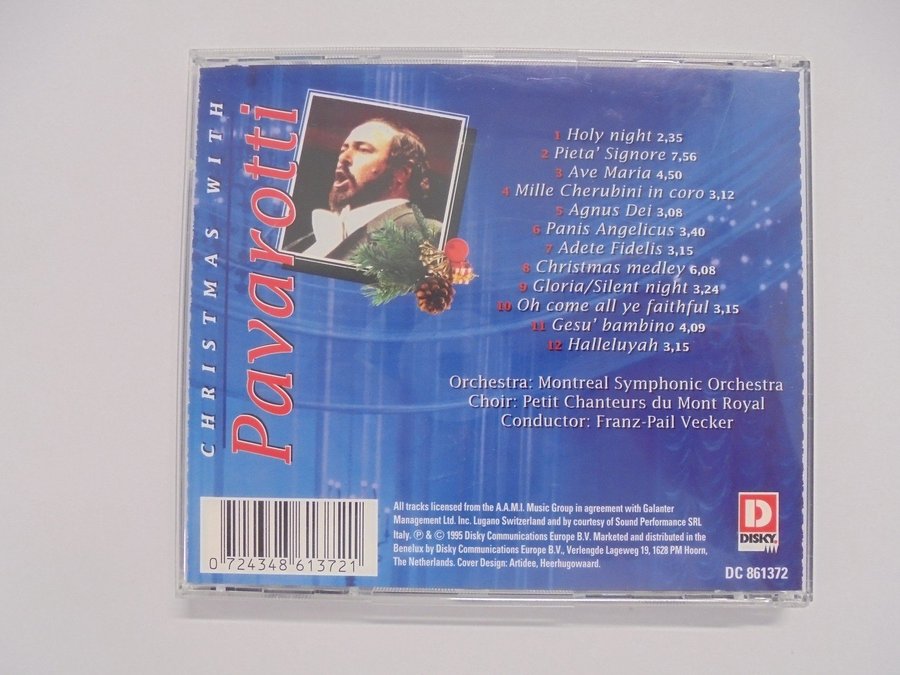 CHRISTMAS WITH
Pavarotti
1 Holy night 2,35
2 Pieta' Signore 7,56
3 Ave Maria 4,50
4 Mille Cherubini in coro 3,12
5 Agnus Dei 3,08
6 Panis Angelicus 3,40
7 Adete Fidelis 3,15
8 Christmas medley 6,08
9 Gloria/Silent night 3,24
10 Oh come all ye faithful 3,15
11 Gesu' bambino 4,09
12 Halleluyah 3,15
Orchestra: Montreal Symphonic Orchestra
Choir: Petit Chanteurs du Mont Royal
Conductor: Franz-Pail Vecker
0 724348 613721
All tracks licensed from the A.A.M.I. Music Group in agreement with Galanter
Management Ltd. Inc. Lugano Switzerland and by courtesy of Sound Performance SRL
Italy. ℗ & © 1995 Disky Communications Europe B.V. Marketed and distributed in the
Benelux by Disky Communications Europe B.V., Verlengde Lageweg 19, 1628 PM Hoorn,
The Netherlands. Cover Design: Artidee, Heerhugowaard.
D
DISKY
DC 861372